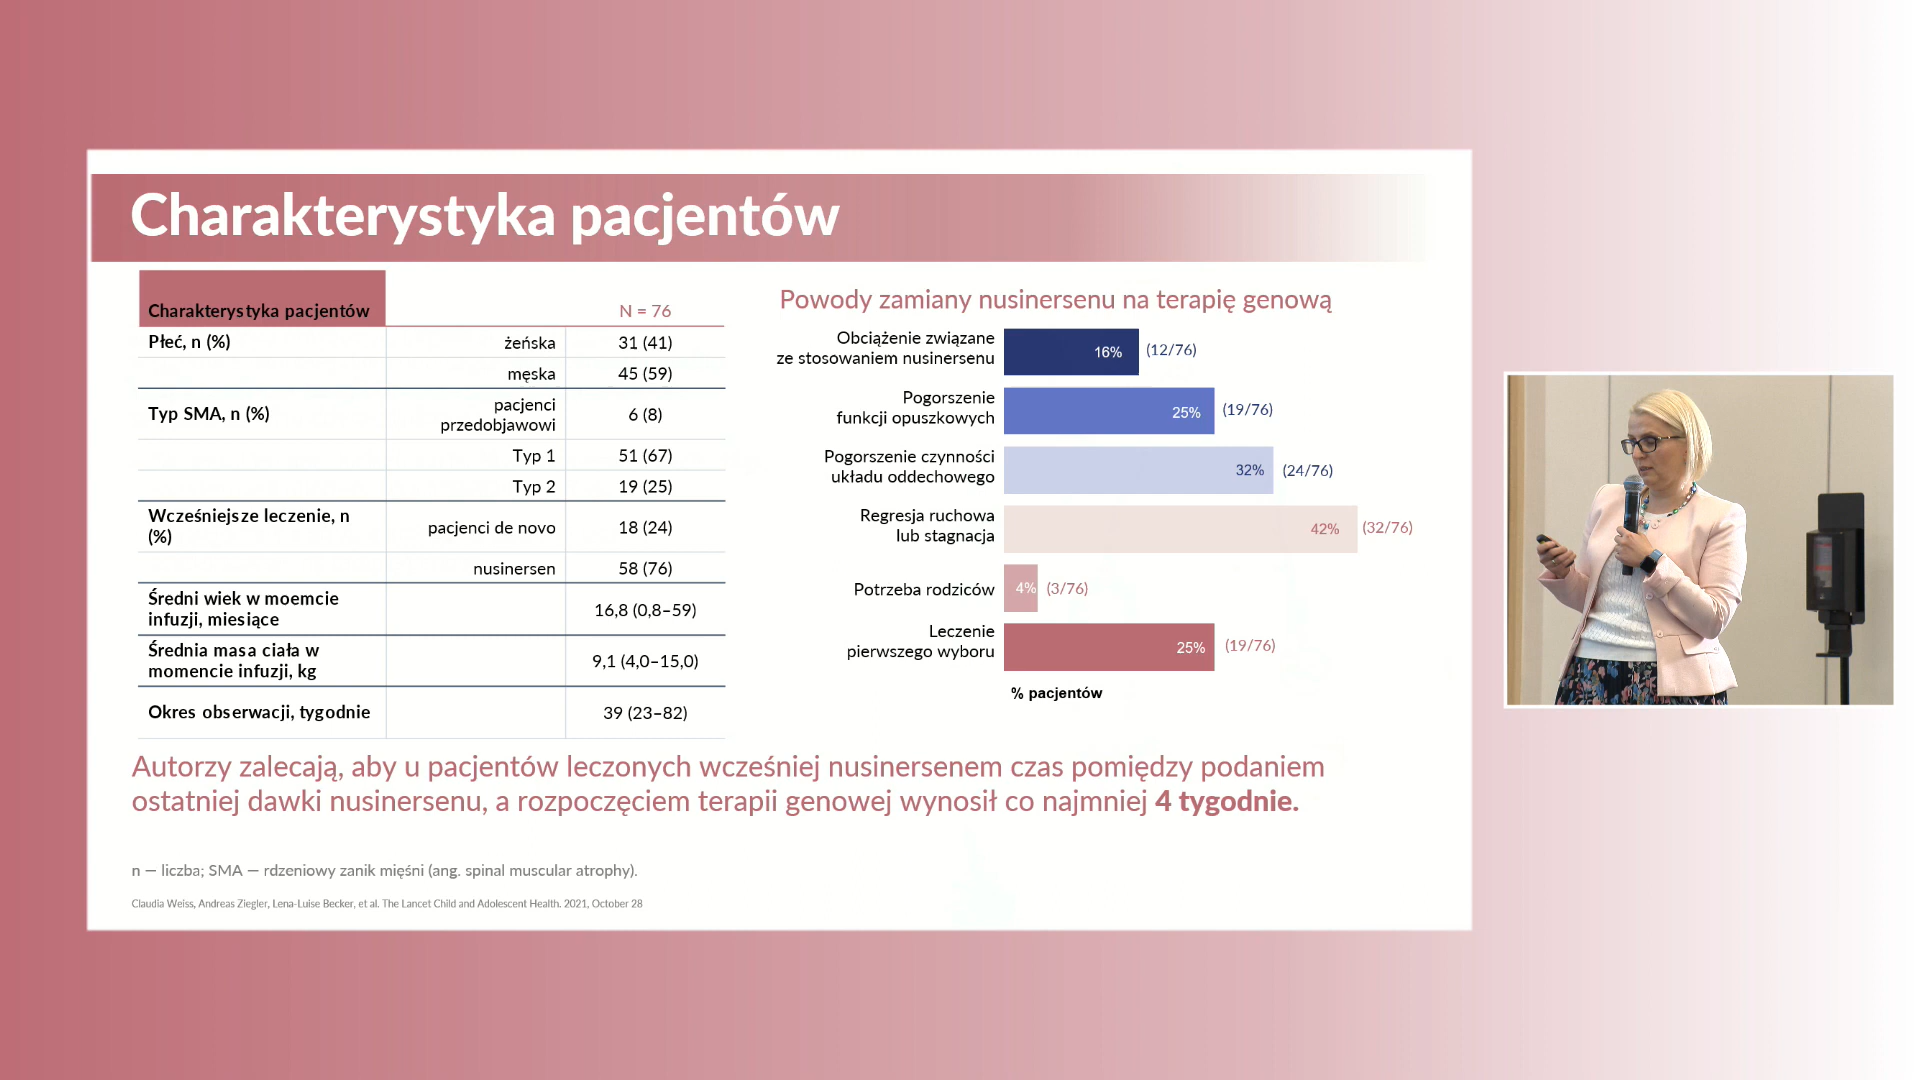 Charakterystyka pacjentów
Charakterystyka pacjentów N = 76
Płeć, n (%) żeńska 31 (41)
męska 45 (59)
Typ SMA, n (%) pacjenci
przedobjawowi 6 (8)
Typ 1 51 (67)
Typ 2 19 (25)
Wcześniejsze leczenie, n
(%) pacjenci de novo 18 (24)
nusinersen 58 (76)
Średni wiek w moemcie
infuzji, miesiące 16,8 (0,8–59)
Średnia masa ciała w
momencie infuzji, kg 9,1 (4,0–15,0)
Okres obserwacji, tygodnie 39 (23–82)
Powody zamiany nusinersenu na terapię genową
Obciążenie związane
ze stosowaniem nusinersenu 16% (12/76)
Pogorszenie
funkcji opuszkowych 25% (19/76)
Pogorszenie czynności
układu oddechowego 32% (24/76)
Regresja ruchowa
lub stagnacja 42% (32/76)
Potrzeba rodziców 4% (3/76)
Leczenie
pierwszego wyboru 25% (19/76)
% pacjentów
Autorzy zalecają, aby u pacjentów leczonych wcześniej nusinersenem czas pomiędzy podaniem
ostatniej dawki nusinersenu, a rozpoczęciem terapii genowej wynosił co najmniej 4 tygodnie.
n — liczba; SMA — rdzeniowy zanik mięśni (ang. spinal muscular atrophy).
Claudia Weiss, Andreas Ziegler, Lena-Luise Becker, et al. The Lancet Child and Adolescent Health. 2021, October 28